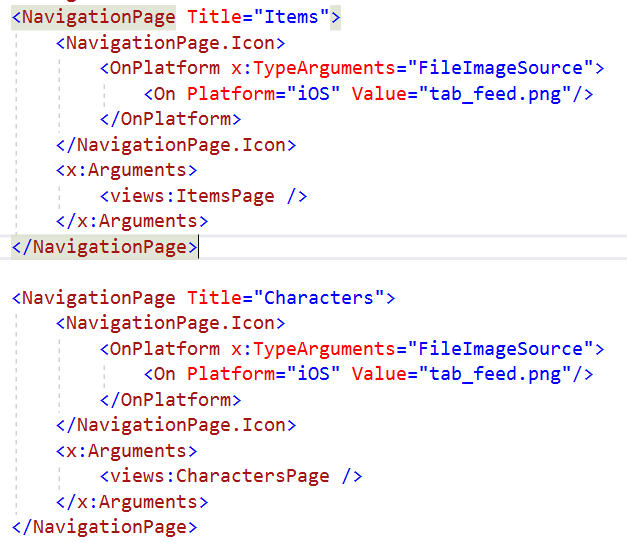 <NavigationPage Title="Items">
    <NavigationPage.Icon>
        <OnPlatform x:TypeArguments="FileImageSource">
            <On Platform="iOS" Value="tab_feed.png"/>
        </OnPlatform>
    </NavigationPage.Icon>
    <x:Arguments>
        <views:ItemsPage />
    </x:Arguments>
</NavigationPage>

<NavigationPage Title="Characters">
    <NavigationPage.Icon>
        <OnPlatform x:TypeArguments="FileImageSource">
            <On Platform="iOS" Value="tab_feed.png"/>
        </OnPlatform>
    </NavigationPage.Icon>
    <x:Arguments>
        <views:CharactersPage />
    </x:Arguments>
</NavigationPage>